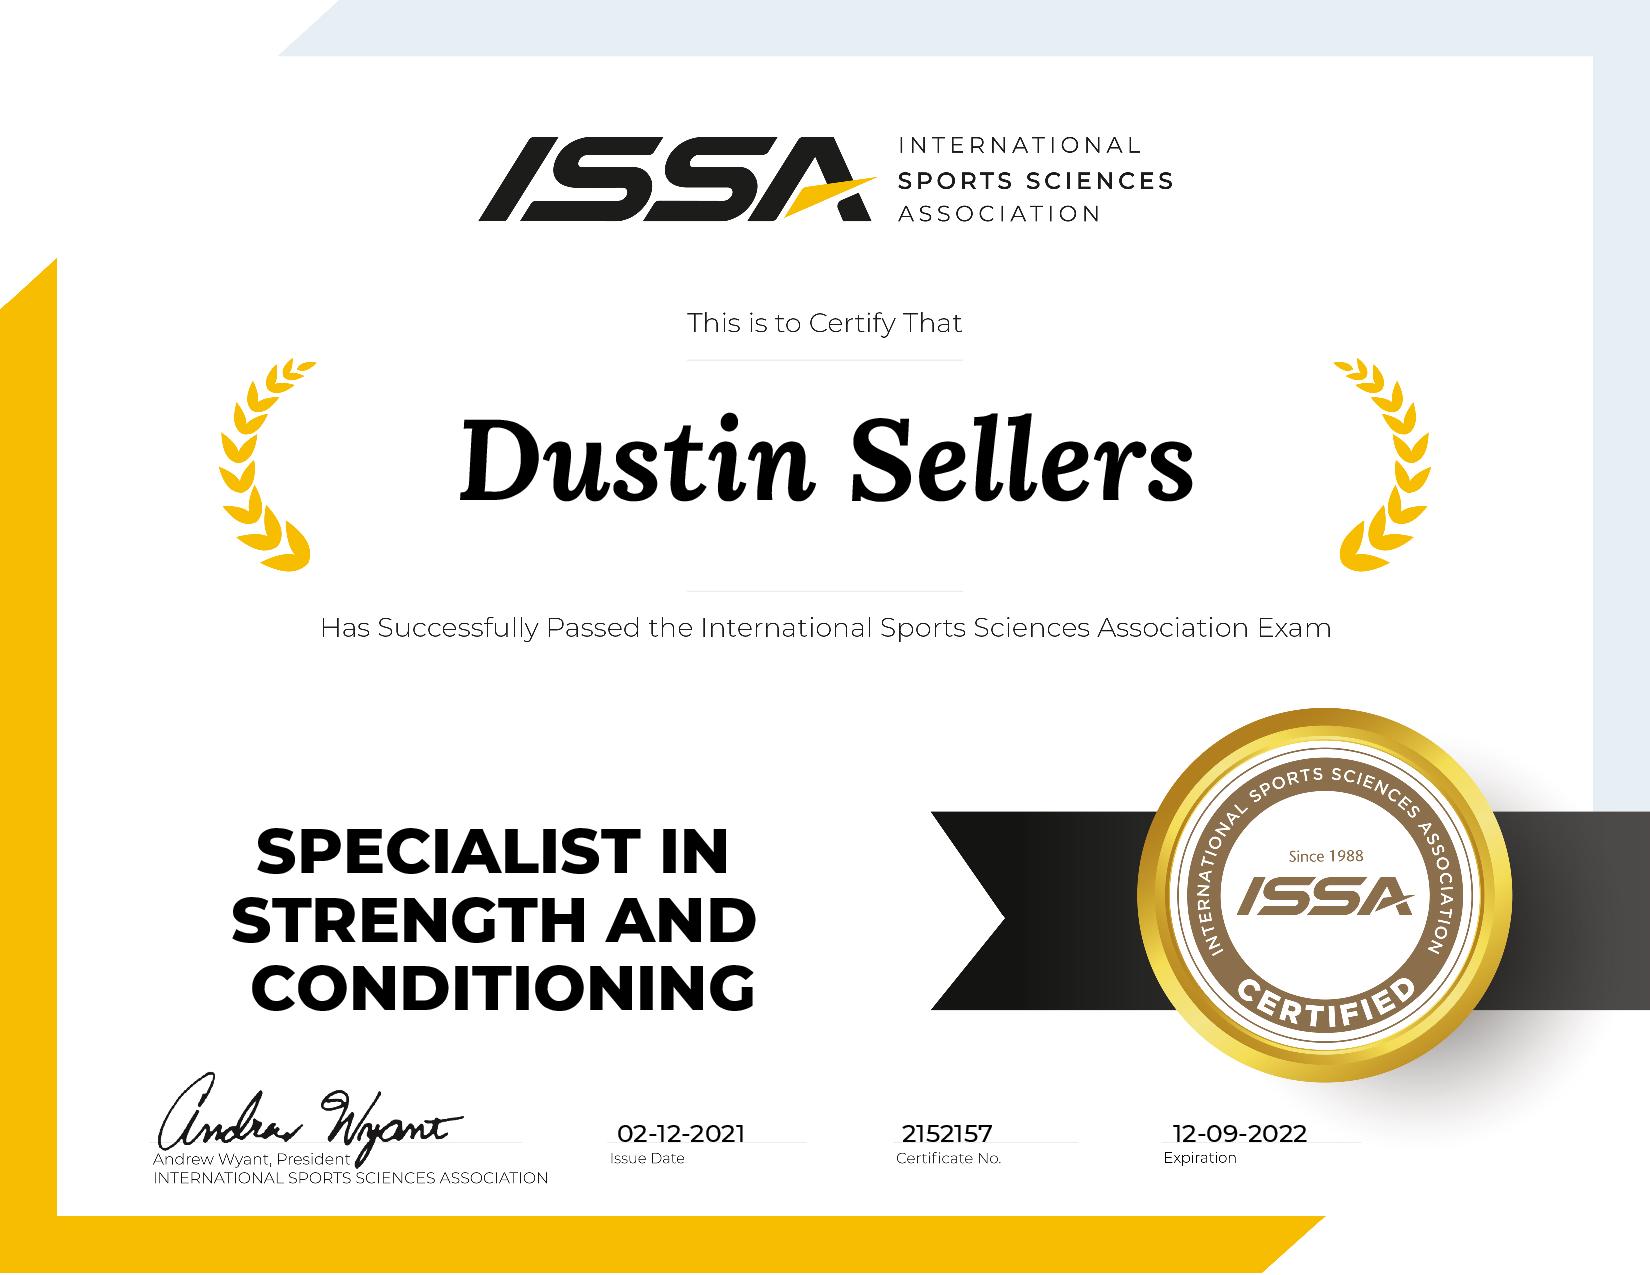 ISSA
INTERNATIONAL
SPORTS SCIENCES
ASSOCIATION
This is to Certify That
Dustin Sellers
Has Successfully Passed the International Sports Sciences Association Exam
SPECIALIST IN
STRENGTH AND
CONDITIONING
INTERNATIONAL SPORTS SCIENCES ASSOCIATION
Since 1988
ISSA
CERTIFIED
Andrew Wyant
Andrew Wyant, President
INTERNATIONAL SPORTS SCIENCES ASSOCIATION
02-12-2021
Issue Date
2152157
Certificate No.
12-09-2022
Expiration